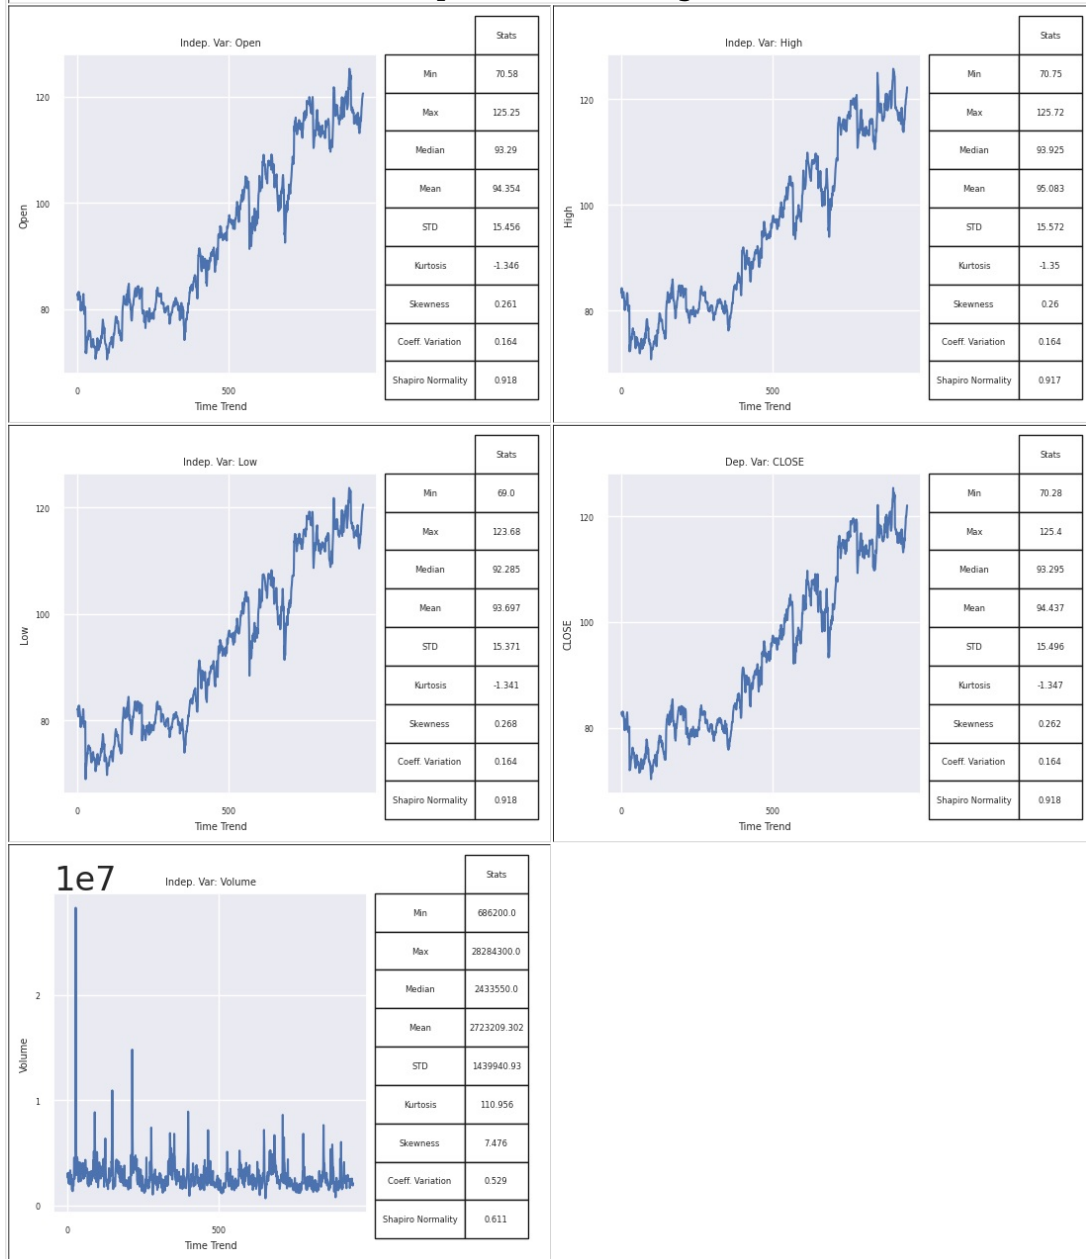 Stats
Indep. Var: Open
Min 70.58
Max 125.25
120
Median 93.29
Mean 94.354
100
Open
STD 15.456
Kurtosis -1.346
Skewness 0.261
80
Coeff. Variation 0.164
Shapiro Normality 0.918
0 500
Time Trend
Stats
Indep. Var: High
Min 70.75
Max 125.72
120
Median 93.925
Mean 95.083
100
High
STD 15.572
Kurtosis -1.35
Skewness 0.26
80
Coeff. Variation 0.164
Shapiro Normality 0.917
0 500
Time Trend
Stats
Indep. Var: Low
Min 69.0
Max 123.68
120
Median 92.285
Mean 93.697
100
Low
STD 15.371
Kurtosis -1.341
Skewness 0.268
80
Coeff. Variation 0.164
Shapiro Normality 0.918
0 500
Time Trend
Stats
Dep. Var: CLOSE
Min 70.28
Max 125.4
120
Median 93.295
Mean 94.437
100
CLOSE
STD 15.496
Kurtosis -1.347
Skewness 0.262
80
Coeff. Variation 0.164
Shapiro Normality 0.918
0 500
Time Trend
Stats
1e7
Indep. Var: Volume
Min 686200.0
Max 28284300.0
2
Median 2433550.0
Mean 2723209.302
Volume
STD 1439940.93
1
Kurtosis 110.956
Skewness 7.476
Coeff. Variation 0.529
0
Shapiro Normality 0.611
0 500
Time Trend